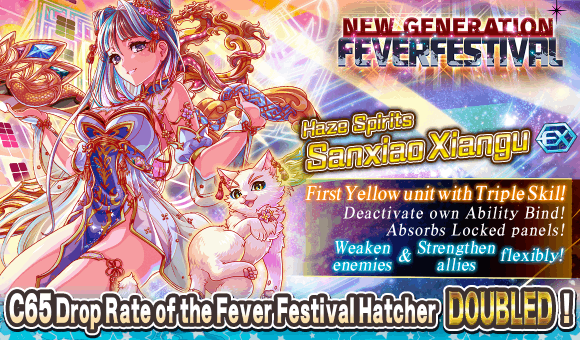 NEW GENERATION
FEVERFESTIVAL
Haze Spirits
Sanxiao Xiangu EX
First Yellow unit with Triple Skil!
Deactivate own Ability Bind!
Absorbs Locked panels!
Weaken enemies & Strengthen allies flexibly!
C65 Drop Rate of the Fever Festival Hatcher DOUBLED!